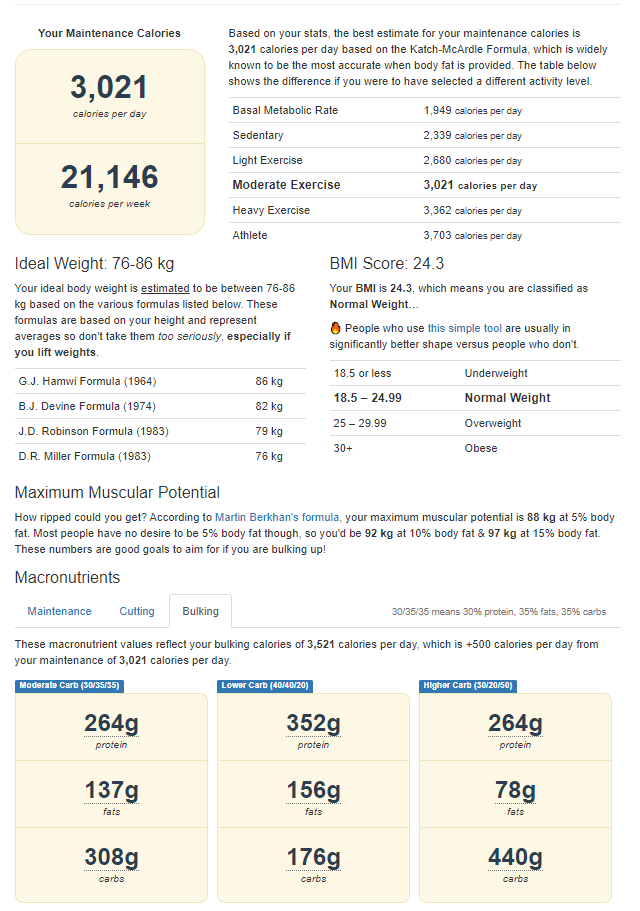 Your Maintenance Calories
3,021
calories per day
21,146
calories per week
Based on your stats, the best estimate for your maintenance calories is
3,021 calories per day based on the Katch-McArdle Formula, which is widely
known to be the most accurate when body fat is provided. The table below
shows the difference if you were to have selected a different activity level.
Basal Metabolic Rate 1,949 calories per day
Sedentary 2,339 calories per day
Light Exercise 2,680 calories per day
Moderate Exercise 3,021 calories per day
Heavy Exercise 3,362 calories per day
Athlete 3,703 calories per day
Ideal Weight: 76-86 kg
Your ideal body weight is estimated to be between 76-86
kg based on the various formulas listed below. These
formulas are based on your height and represent
averages so don't take them too seriously, especially if
you lift weights.
G.J. Hamwi Formula (1964) 86 kg
B.J. Devine Formula (1974) 82 kg
J.D. Robinson Formula (1983) 79 kg
D.R. Miller Formula (1983) 76 kg
BMI Score: 24.3
Your BMI is 24.3, which means you are classified as
Normal Weight...
🔥 People who use this simple tool are usually in
significantly better shape versus people who don't.
18.5 or less Underweight
18.5 – 24.99 Normal Weight
25 – 29.99 Overweight
30+ Obese
Maximum Muscular Potential
How ripped could you get? According to Martin Berkhan's formula, your maximum muscular potential is 88 kg at 5% body
fat. Most people have no desire to be 5% body fat though, so you'd be 92 kg at 10% body fat & 97 kg at 15% body fat.
These numbers are good goals to aim for if you are bulking up!
Macronutrients
Maintenance Cutting Bulking 30/35/35 means 30% protein, 35% fats, 35% carbs
These macronutrient values reflect your bulking calories of 3,521 calories per day, which is +500 calories per day from
your maintenance of 3,021 calories per day.
Moderate Carb (30/35/35)
264g
protein
137g
fats
308g
carbs
Lower Carb (40/40/20)
352g
protein
156g
fats
176g
carbs
Higher Carb (30/20/50)
264g
protein
78g
fats
440g
carbs